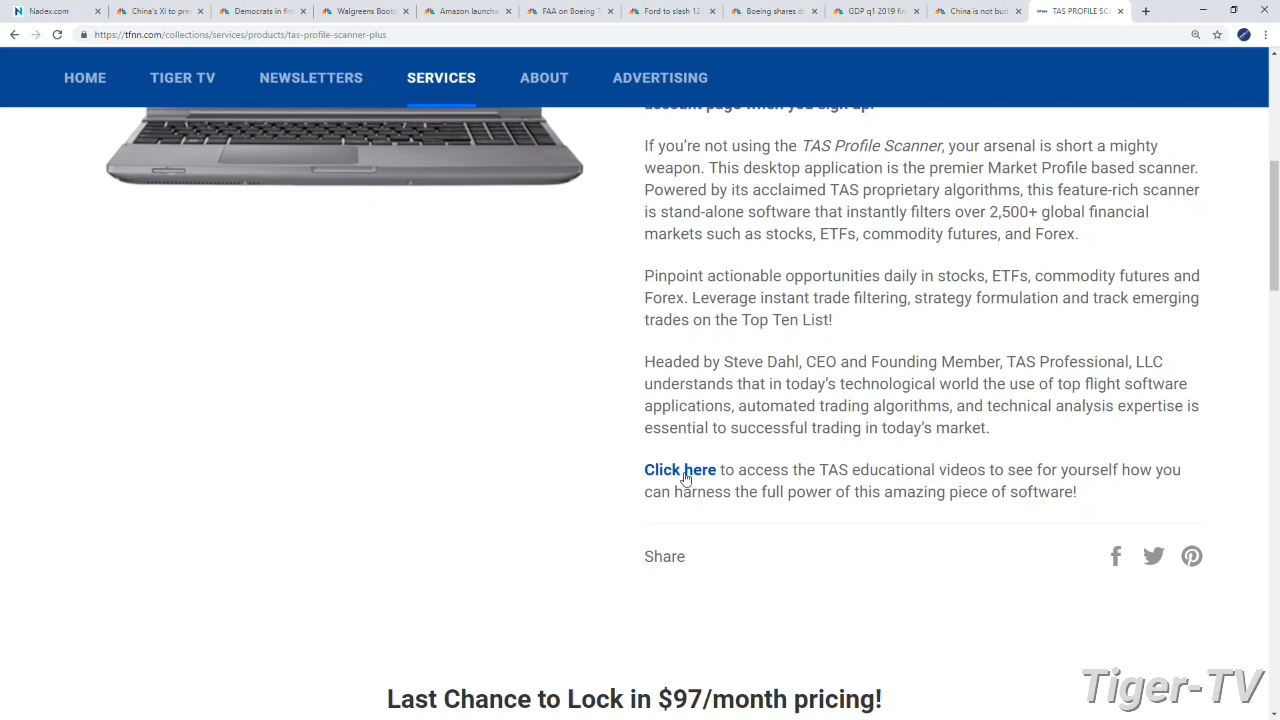 Nadex.com
China's Xi to pre
Democrats in fin
Walgreens Boots
Amazon launche
FAA on Boeing 7
Ford to slash 12
Boeing shares d
GDP q1 2019 fin
China is not bud
TAS PROFILE SC
https://tfnn.com/collections/services/products/tas-profile-scanner-plus
HOME
TIGER TV
NEWSLETTERS
SERVICES
ABOUT
ADVERTISING
account page when you sign up!
If you're not using the TAS Profile Scanner, your arsenal is short a mighty
weapon. This desktop application is the premier Market Profile based scanner.
Powered by its acclaimed TAS proprietary algorithms, this feature-rich scanner
is stand-alone software that instantly filters over 2,500+ global financial
markets such as stocks, ETFs, commodity futures, and Forex.
Pinpoint actionable opportunities daily in stocks, ETFs, commodity futures and
Forex. Leverage instant trade filtering, strategy formulation and track emerging
trades on the Top Ten List!
Headed by Steve Dahl, CEO and Founding Member, TAS Professional, LLC
understands that in today's technological world the use of top flight software
applications, automated trading algorithms, and technical analysis expertise is
essential to successful trading in today's market.
Click here to access the TAS educational videos to see for yourself how you
can harness the full power of this amazing piece of software!
Share
Last Chance to Lock in $97/month pricing!
Tiger-TV